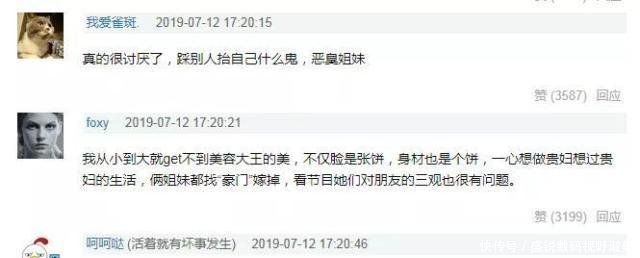 我爱雀斑. 2019-07-12 17:20:15
真的很讨厌了，踩别人抬自己什么鬼，恶臭姐妹
赞 (3587) 回应
foxy 2019-07-12 17:20:21
我从小到大就get不到美容大王的美，不仅脸是张饼，身材也是个饼，一心想做贵妇想过贵
妇的生活，俩姐妹都找“豪门”嫁掉，看节目她们对朋友的三观也很有问题。
赞 (3199) 回应
呵呵哒 (活着就有坏事发生) 2019-07-12 17:20:46